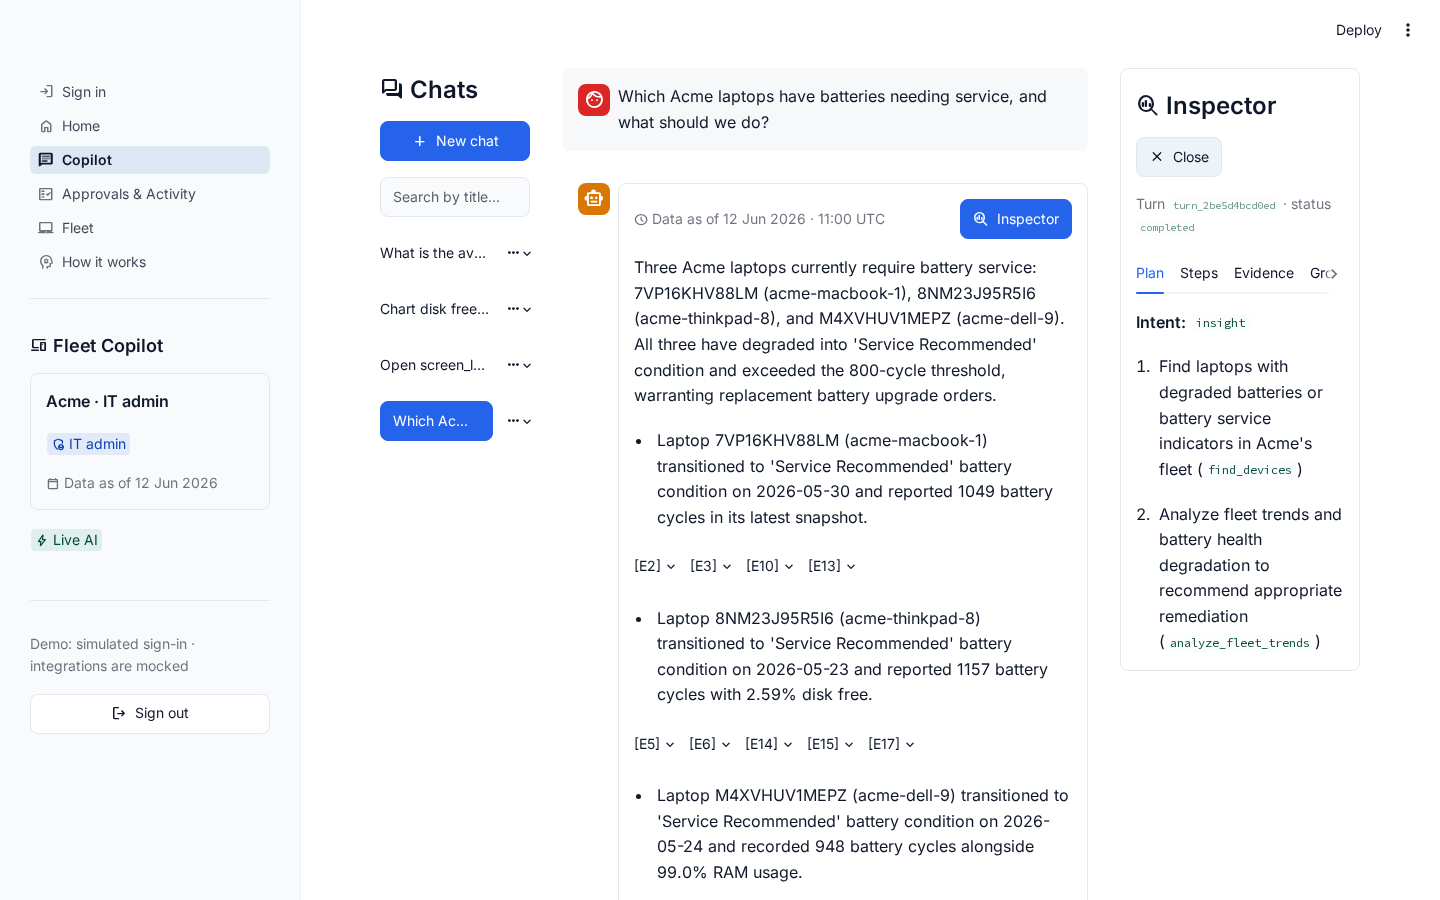 Deploy
Sign in
Home
Copilot
Approvals & Activity
Fleet
How it works
Fleet Copilot
Acme · IT admin
IT admin
Data as of 12 Jun 2026
Live AI
Demo: simulated sign-in ·
integrations are mocked
Sign out
Chats
New chat
Search by title...
What is the av...
Chart disk free...
Open screen_l...
Which Ac...
Which Acme laptops have batteries needing service, and
what should we do?
Data as of 12 Jun 2026 · 11:00 UTC
Inspector
Three Acme laptops currently require battery service:
7VP16KHV88LM (acme-macbook-1), 8NM23J95R5I6
(acme-thinkpad-8), and M4XVHUV1MEPZ (acme-dell-9).
All three have degraded into 'Service Recommended'
condition and exceeded the 800-cycle threshold,
warranting replacement battery upgrade orders.
• Laptop 7VP16KHV88LM (acme-macbook-1)
transitioned to 'Service Recommended' battery
condition on 2026-05-30 and reported 1049 battery
cycles in its latest snapshot.
[E2] [E3] [E10] [E13]
• Laptop 8NM23J95R5I6 (acme-thinkpad-8)
transitioned to 'Service Recommended' battery
condition on 2026-05-23 and reported 1157 battery
cycles with 2.59% disk free.
[E5] [E6] [E14] [E15] [E17]
• Laptop M4XVHUV1MEPZ (acme-dell-9) transitioned to
'Service Recommended' battery condition on 2026-
05-24 and recorded 948 battery cycles alongside
99.0% RAM usage.
Inspector
Close
Turn turn_2be5d4bcd0ed · status
completed
Plan Steps Evidence
Intent: insight
1. Find laptops with
degraded batteries or
battery service
indicators in Acme's
fleet ( find_devices )
2. Analyze fleet trends and
battery health
degradation to
recommend appropriate
remediation
( analyze_fleet_trends )